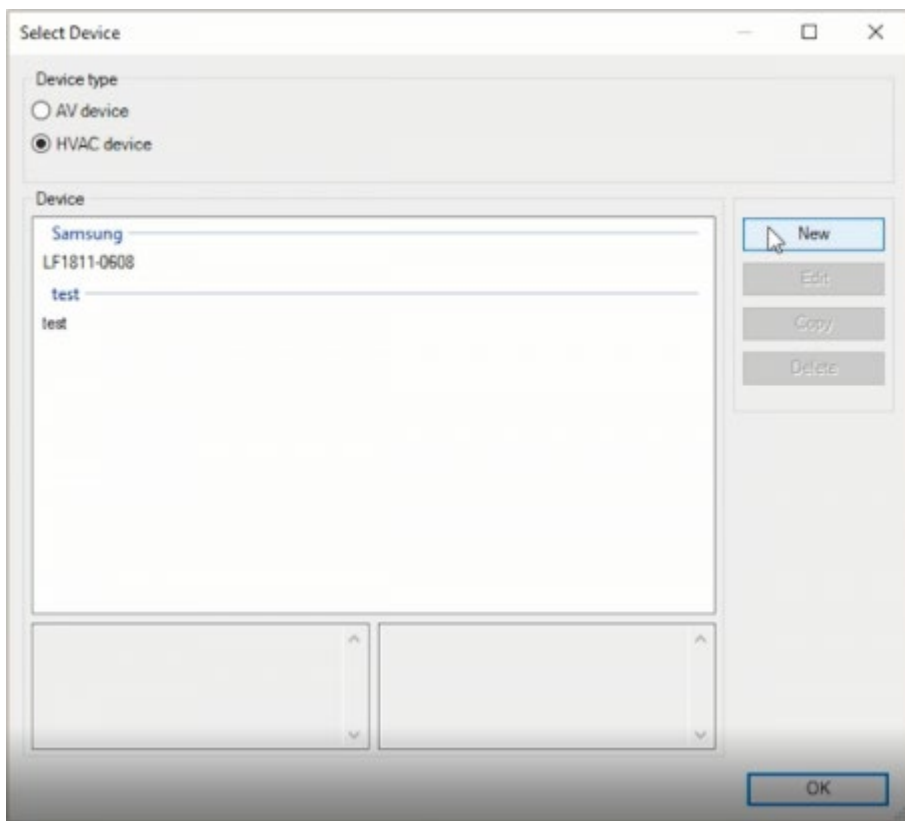 Select Device
Device type
AV device
HVAC device
Device
Samsung
LF1811-0608
test
test
New
Edit
Copy
Delete
OK